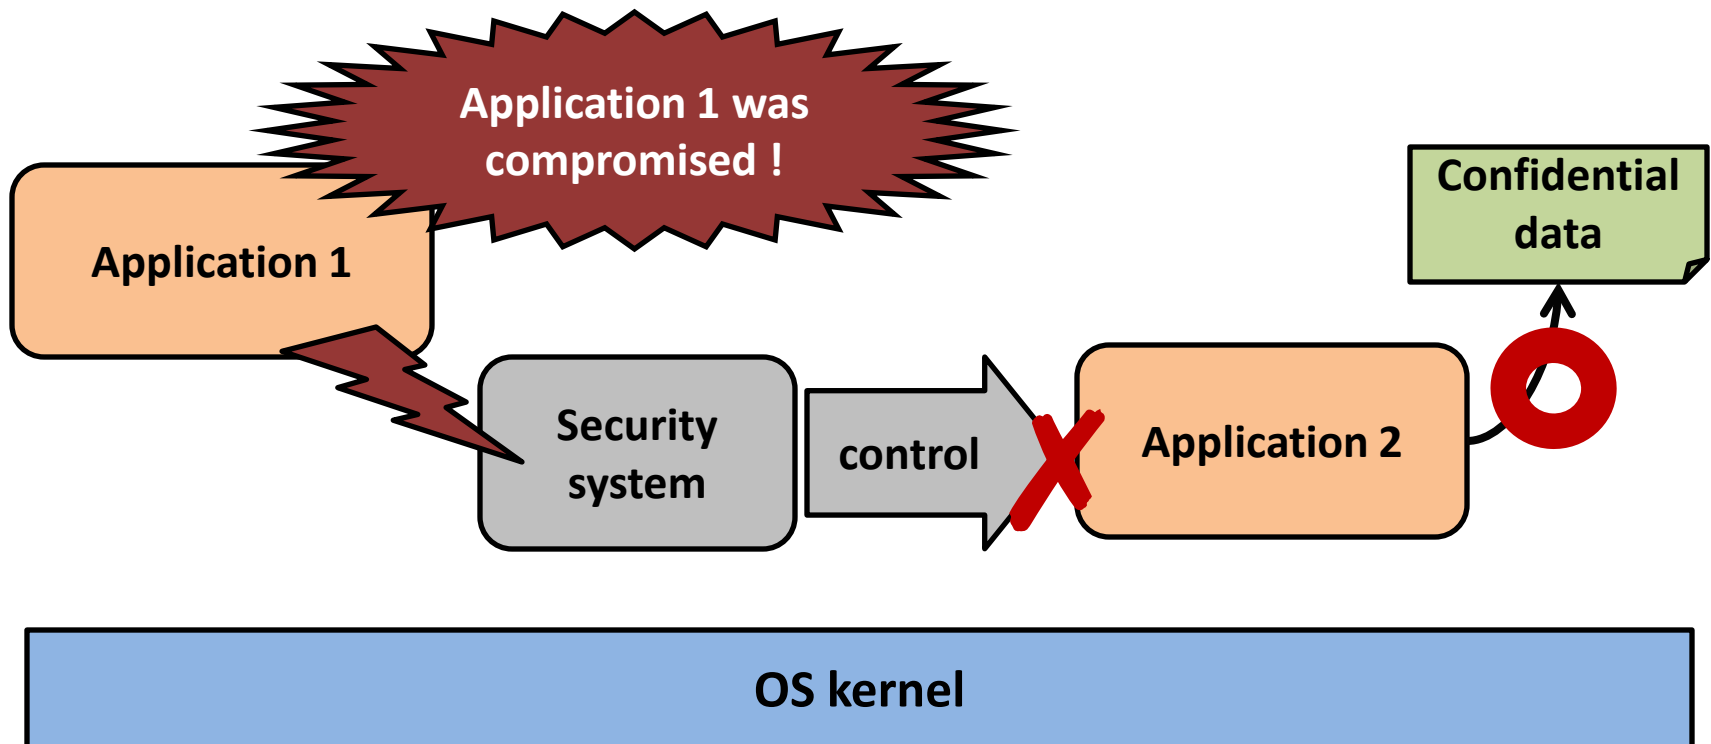 Application 1 was
compromised !
Application 1
Confidential
data
Security
system
control
Application 2
OS kernel